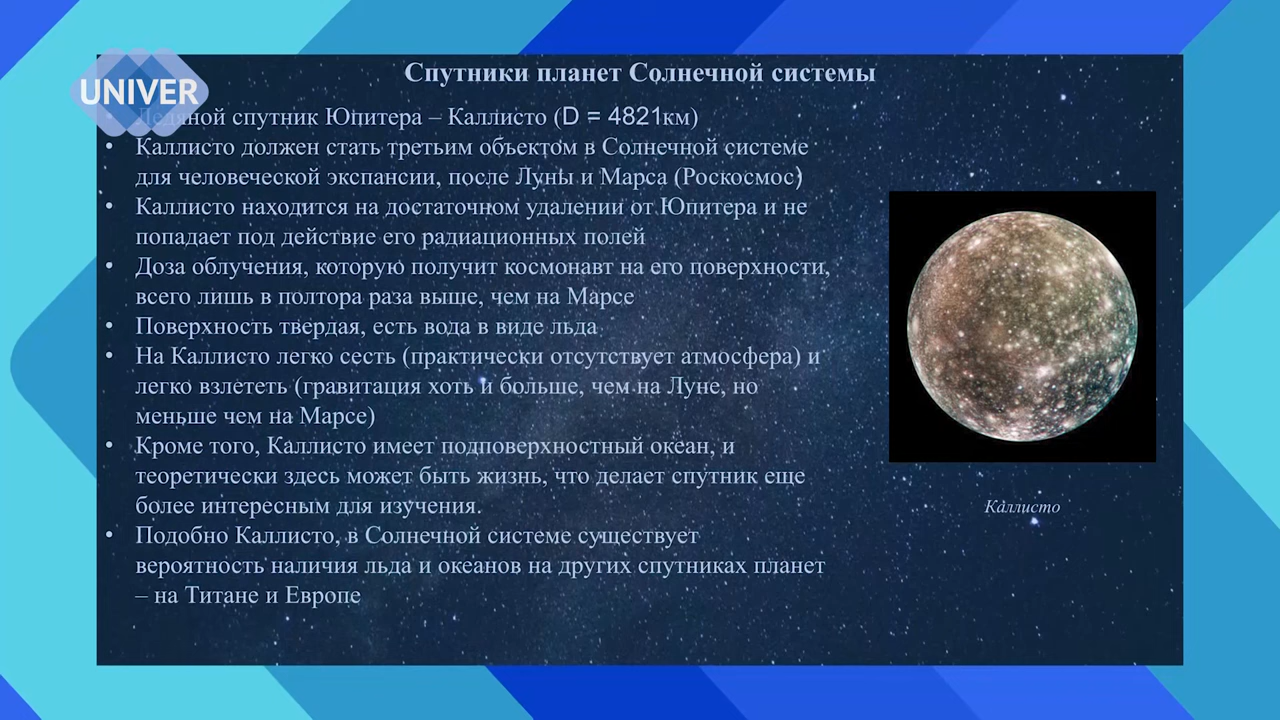 Спутники планет Солнечной системы
UNIVER
• Ледяной спутник Юпитера – Каллисто (D = 4821км)
• Каллисто должен стать третьим объектом в Солнечной системе
для человеческой экспансии, после Луны и Марса (Роскосмос)
• Каллисто находится на достаточном удалении от Юпитера и не
попадает под действие его радиационных полей
• Доза облучения, которую получит космонавт на его поверхности,
всего лишь в полтора раза выше, чем на Марсе
• Поверхность твердая, есть вода в виде льда
• На Каллисто легко сесть (практически отсутствует атмосфера) и
легко взлететь (гравитация хоть и больше, чем на Луне, но
меньше чем на Марсе)
• Кроме того, Каллисто имеет подповерхностный океан, и
теоретически здесь может быть жизнь, что делает спутник еще
более интересным для изучения.
• Подобно Каллисто, в Солнечной системе существует
вероятность наличия льда и океанов на других спутниках планет
– на Титане и Европе
Каллисто